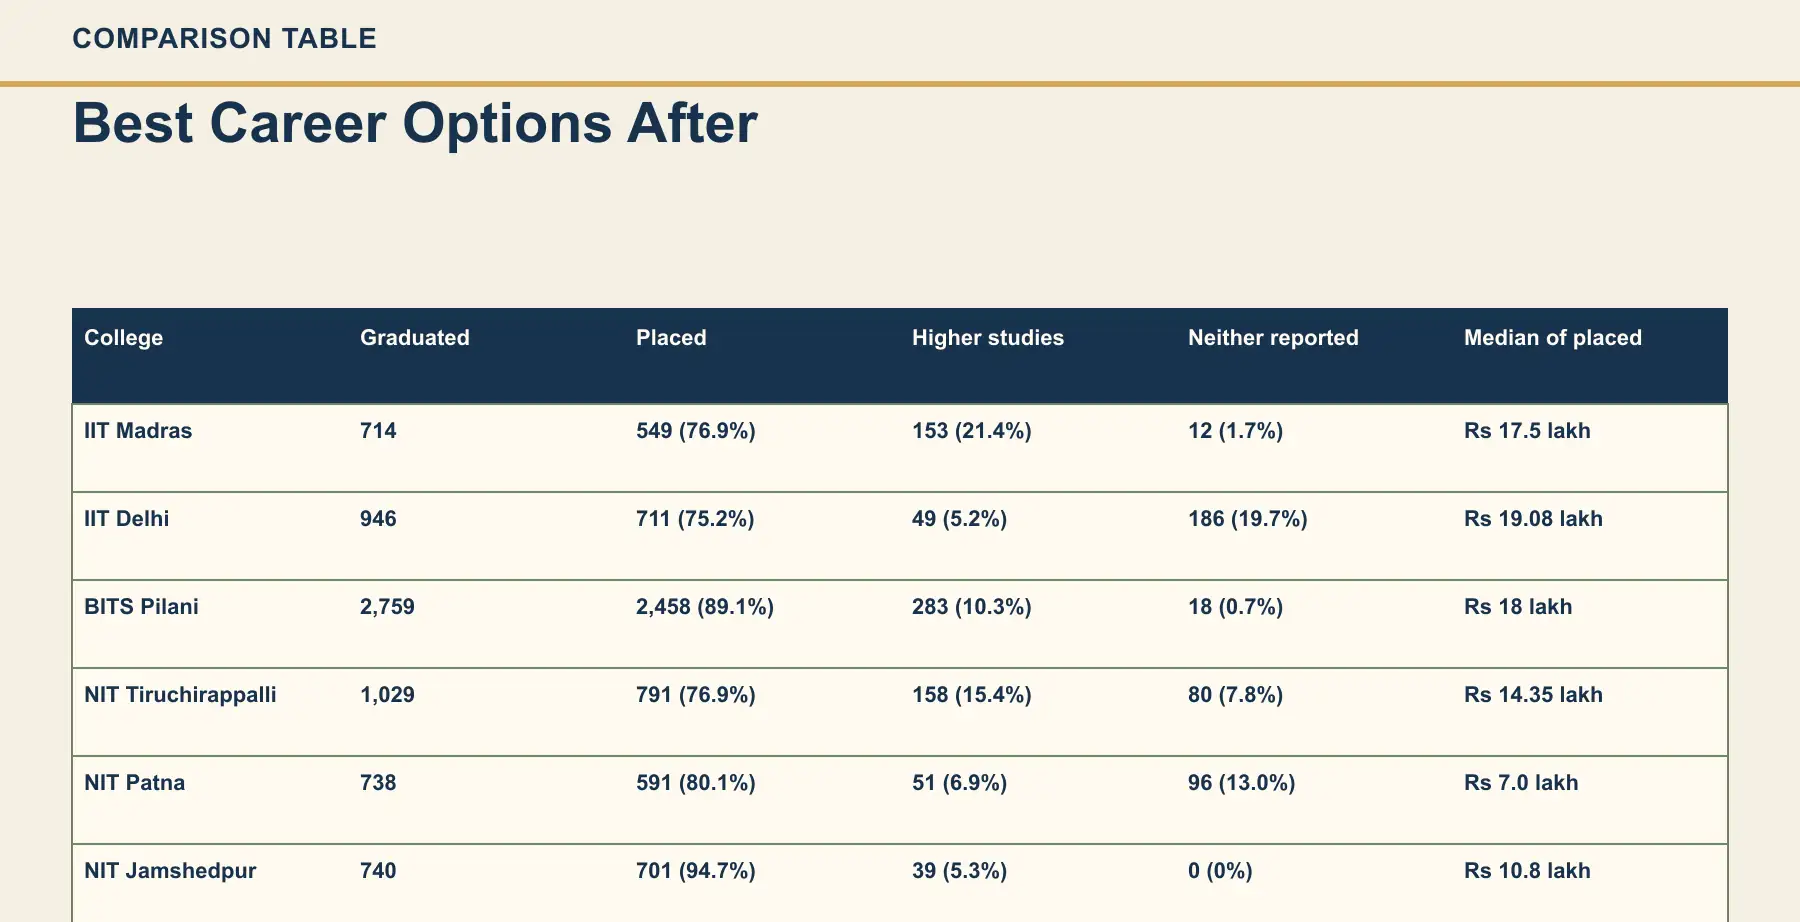 COMPARISON TABLE
Best Career Options After
College Graduated Placed Higher studies Neither reported Median of placed
IIT Madras 714 549 (76.9%) 153 (21.4%) 12 (1.7%) Rs 17.5 lakh
IIT Delhi 946 711 (75.2%) 49 (5.2%) 186 (19.7%) Rs 19.08 lakh
BITS Pilani 2,759 2,458 (89.1%) 283 (10.3%) 18 (0.7%) Rs 18 lakh
NIT Tiruchirappalli 1,029 791 (76.9%) 158 (15.4%) 80 (7.8%) Rs 14.35 lakh
NIT Patna 738 591 (80.1%) 51 (6.9%) 96 (13.0%) Rs 7.0 lakh
NIT Jamshedpur 740 701 (94.7%) 39 (5.3%) 0 (0%) Rs 10.8 lakh